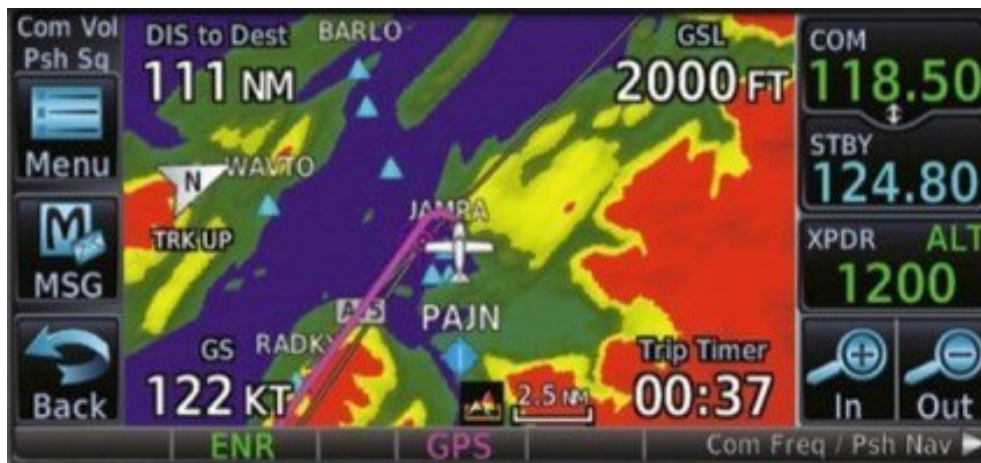 Com Vol
Psh Sq
Menu
MSG
Back
DIS to Dest
111 NM
BARLO
GSL
2000 FT
WAVTO
N
TRK UP
JAMPA
PAJN
GS
122 KT
2.5 NM
Trip Timer
00:37
COM
118.50
STBY
124.80
XPDR ALT
1200
In
Out
ENR
GPS
Com Freq / Psh Nav